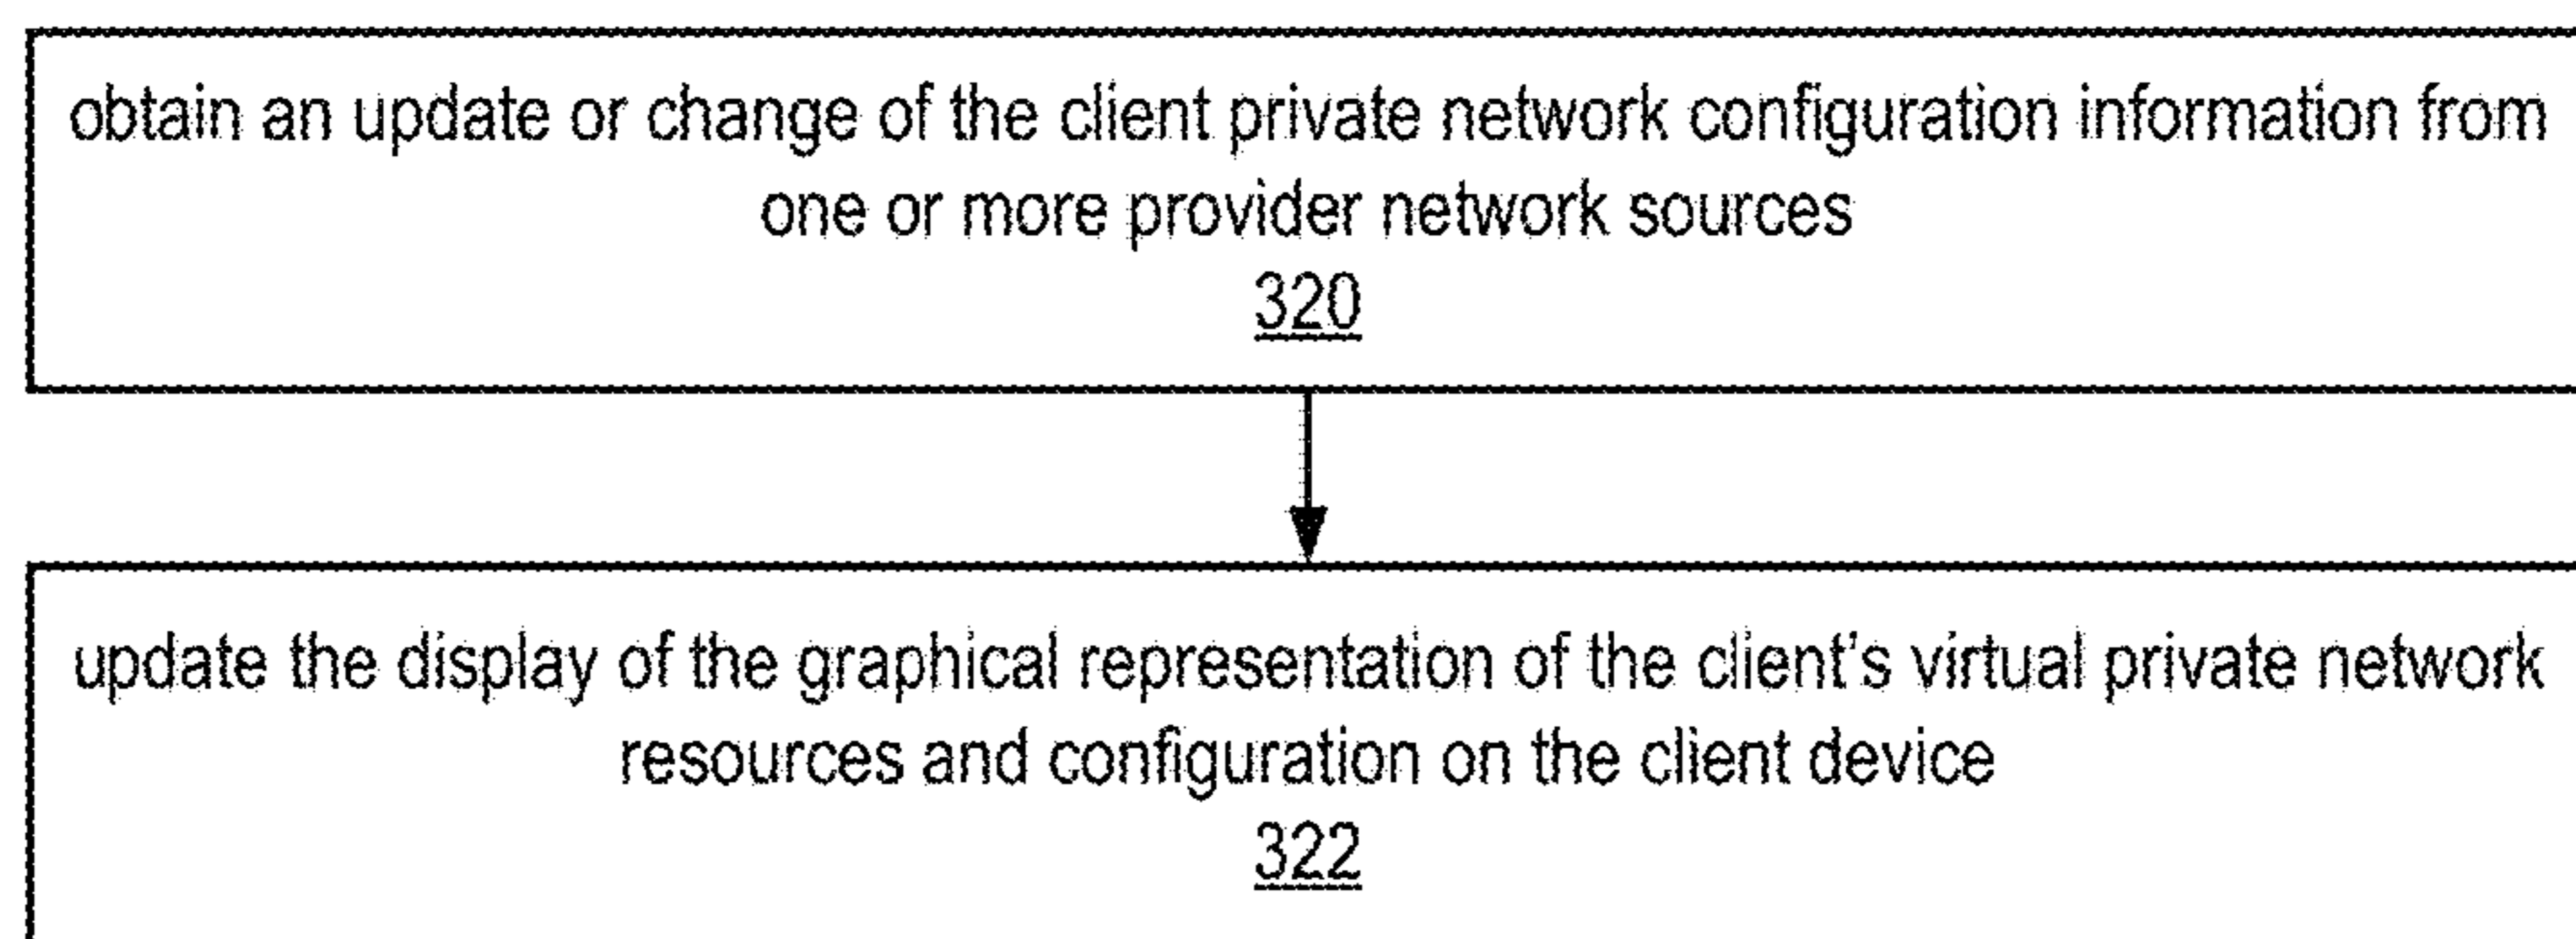 obtain an update or change of the client private network configuration information from
one or more provider network sources
320
update the display of the graphical representation of the client's virtual private network
resources and configuration on the client device
322